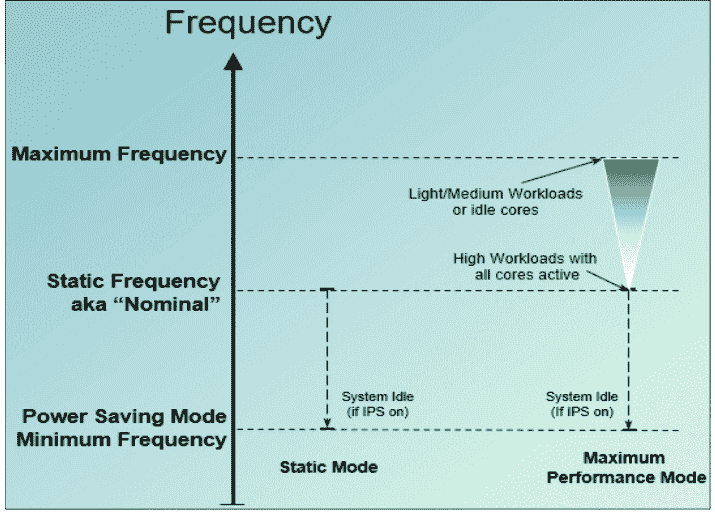 Frequency
Maximum Frequency
Light/Medium Workloads
or idle cores
High Workloads with
all cores active
Static Frequency
aka “Nominal”
System Idle
(if IPS on)
System Idle
(If IPS on)
Power Saving Mode
Minimum Frequency
Static Mode
Maximum
Performance Mode